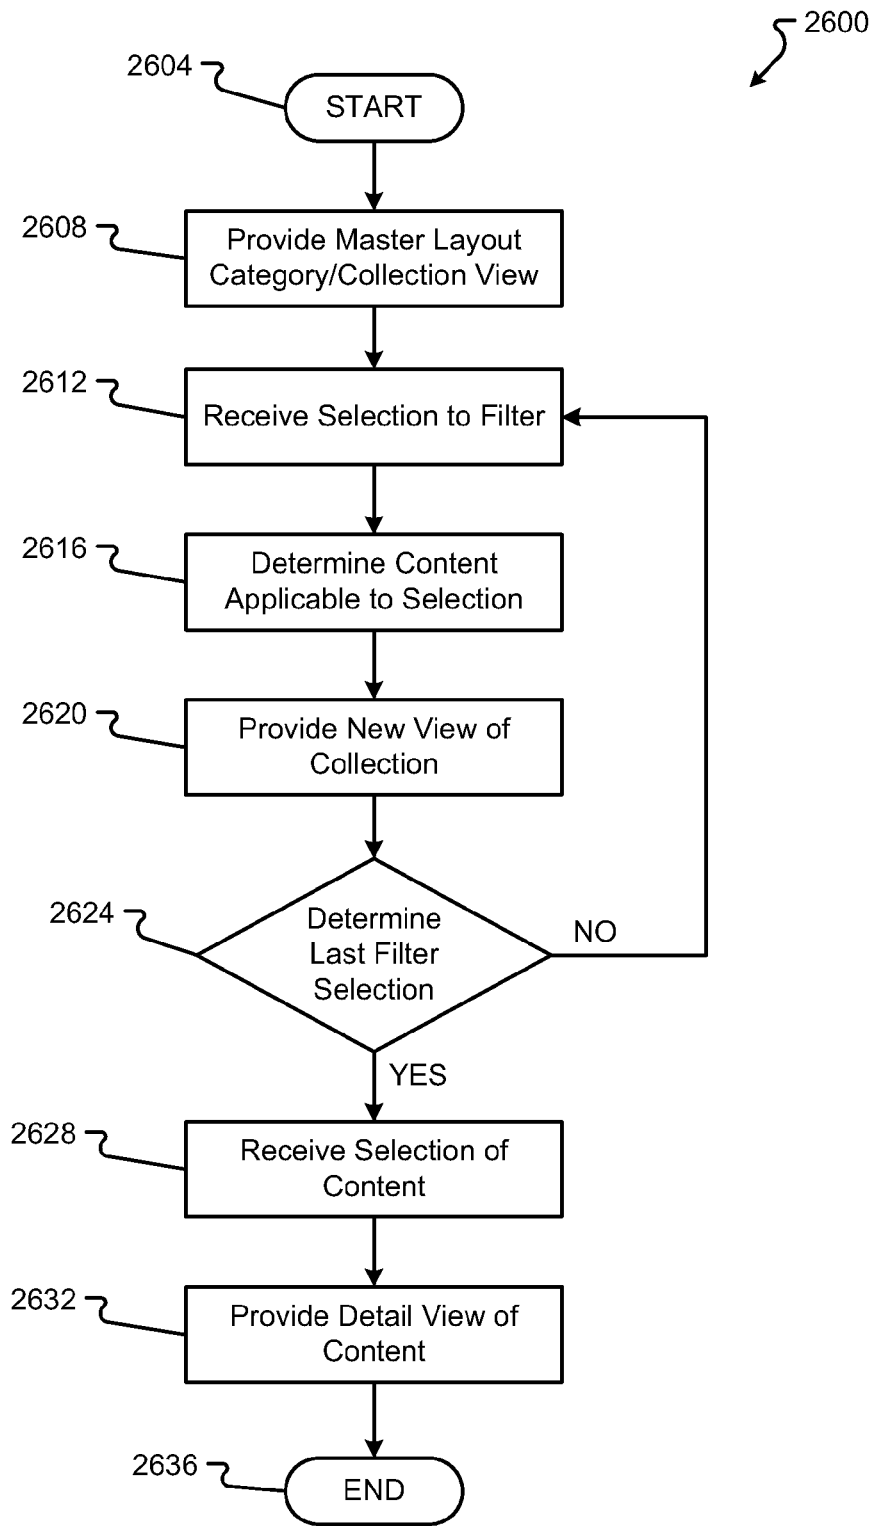 2600
2604
START
2608
Provide Master Layout
Category/Collection View
2612
Receive Selection to Filter
2616
Determine Content
Applicable to Selection
2620
Provide New View of
Collection
2624
Determine
Last Filter
Selection
NO
YES
2628
Receive Selection of
Content
2632
Provide Detail View of
Content
2636
END